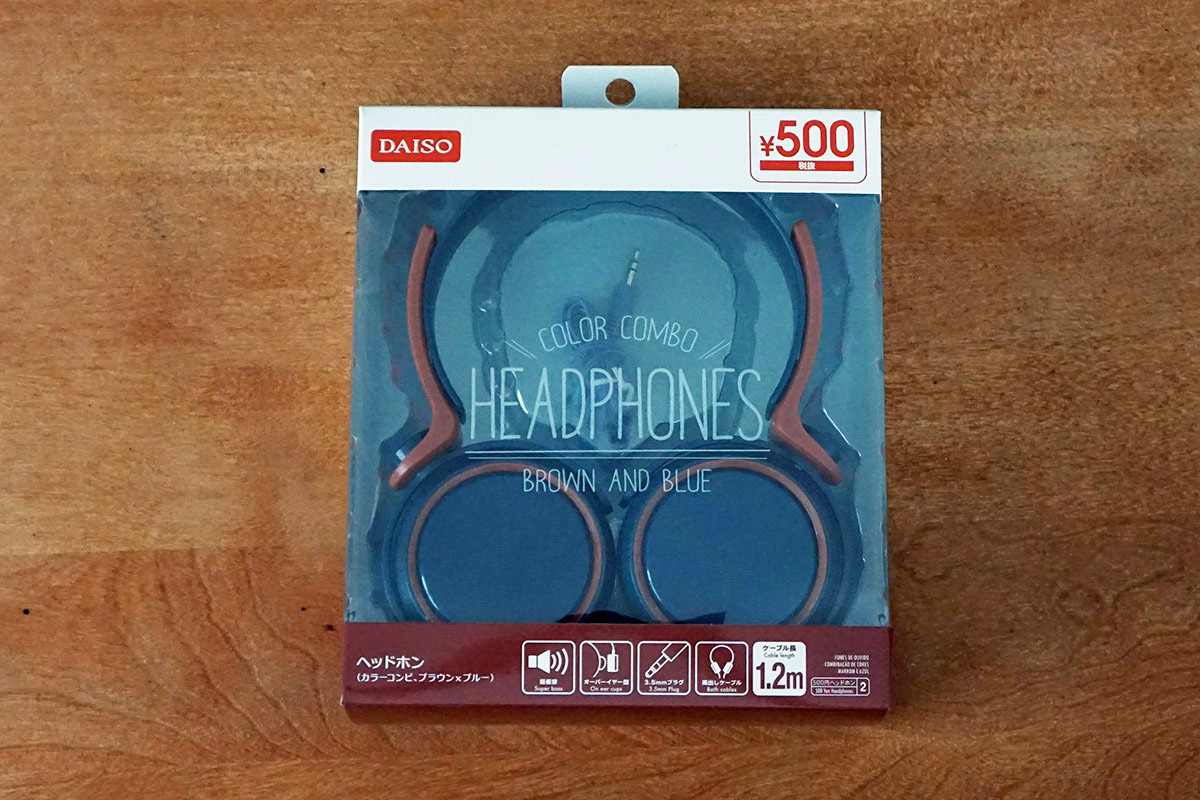 DAISO
¥500
税抜
COLOR COMBO
HEADPHONES
BROWN AND BLUE
ヘッドホン
(カラーコンビ、ブラウン×ブルー)
重低音
Super bass
オーバーイヤー型
On ear cups
3.5mmプラグ
3.5mm Plug
両出しケーブル
Both cables
ケーブル長
Cable length
1.2m
FONES DE OUVIDO
COMBINAÇÃO DE CORES
MARROM E AZUL
500円ヘッドホン
500 Yen Headphones
2